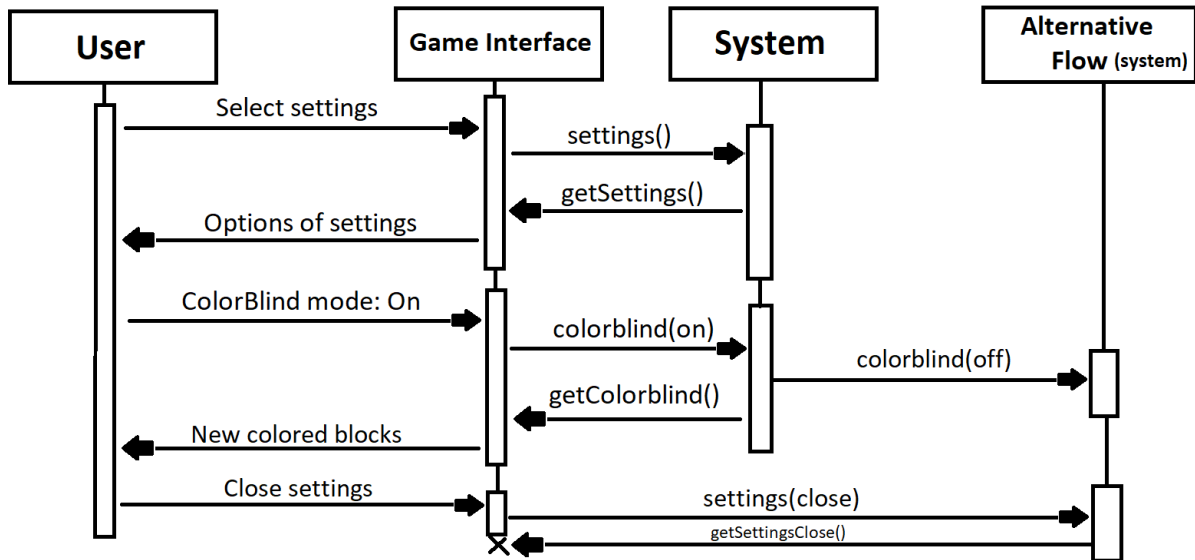 User
Game Interface
System
Alternative
Flow (system)
Select settings
settings()
getSettings()
Options of settings
ColorBlind mode: On
colorblind(on)
colorblind(off)
getColorblind()
New colored blocks
Close settings
settings(close)
getSettingsClose()